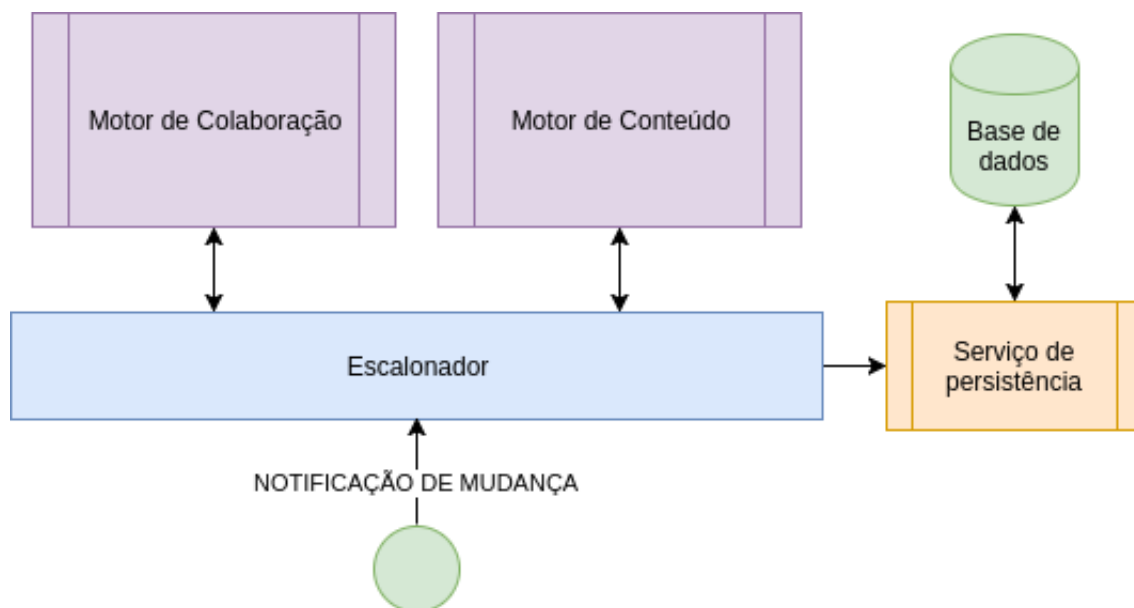 Motor de Colaboração
Motor de Conteúdo
Base de
dados
Escalonador
Serviço de
persistência
NOTIFICAÇÃO DE MUDANÇA